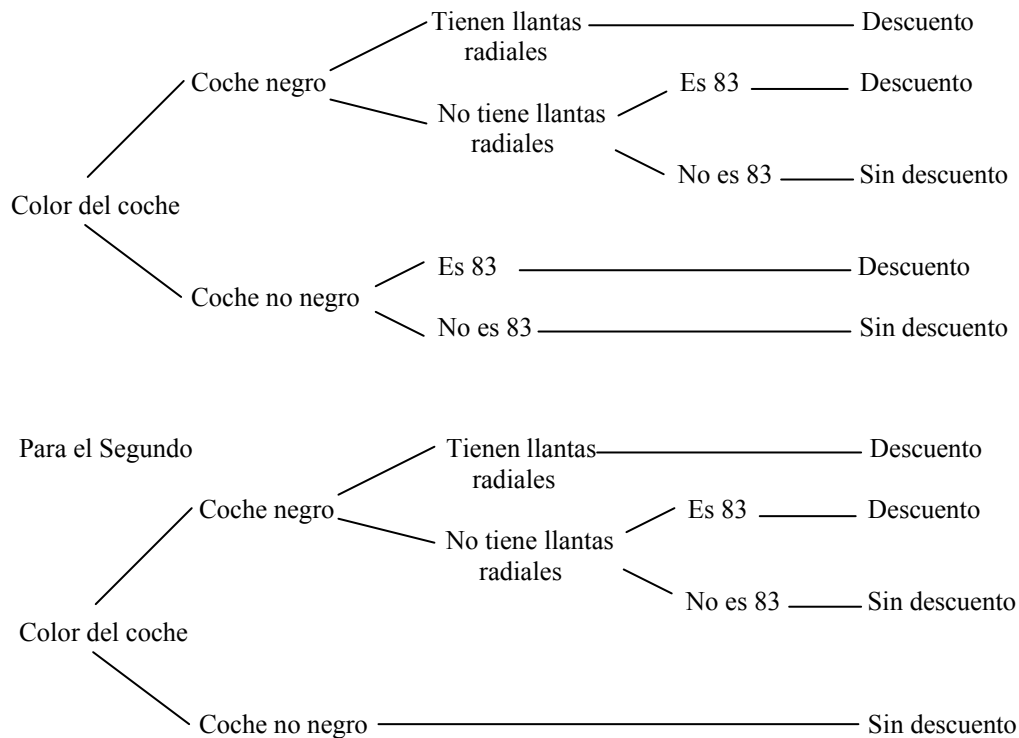 Tienen llantas Descuento
radiales
Coche negro Es 83 Descuento
No tiene llantas
radiales
No es 83 Sin descuento
Color del coche
Es 83 Descuento
Coche no negro
No es 83 Sin descuento
Para el Segundo Tienen llantas Descuento
radiales
Coche negro Es 83 Descuento
No tiene llantas
radiales
No es 83 Sin descuento
Color del coche
Coche no negro Sin descuento